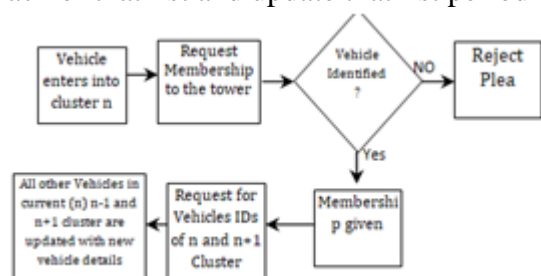 Vehicle
enters into
cluster n
Request
Membership
to the tower
Vehicle
Identified
?
NO
Reject
Plea
Yes
All other Vehicles in
current (n) n-1 and
n+1 cluster are
updated with new
vehicle details
Request for
Vehicles IDs
of n and n+1
Cluster
Membershi
p given